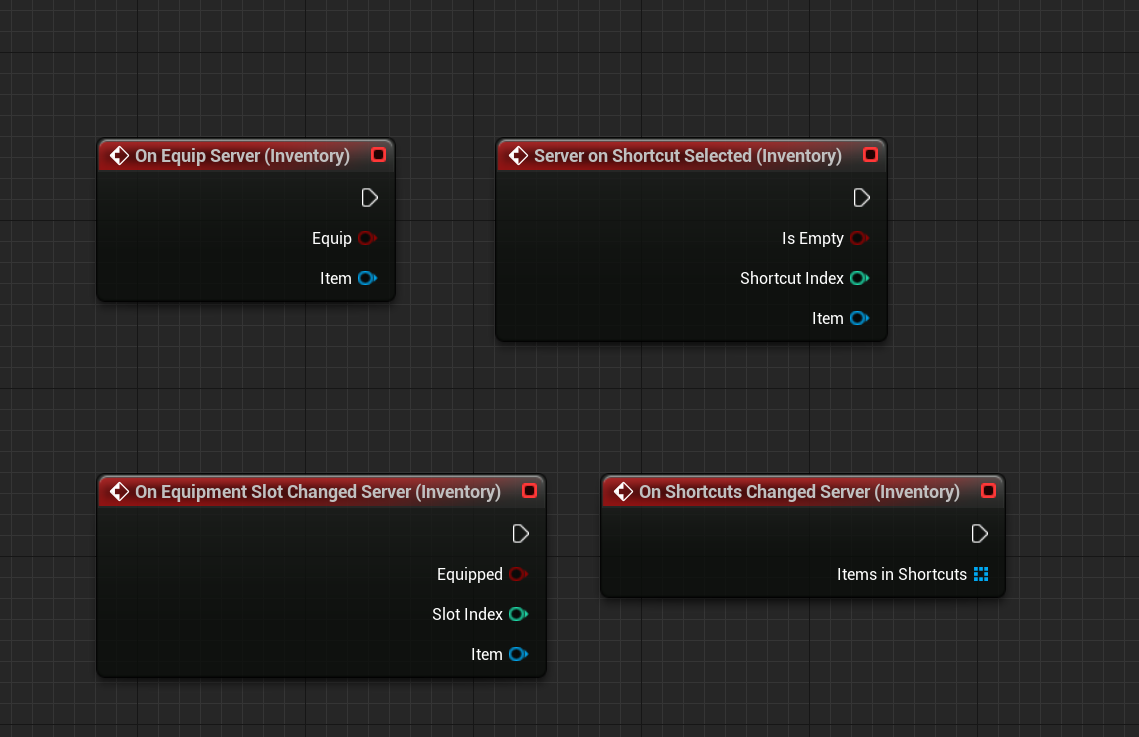 On Equip Server (Inventory)
Equip
Item
Server on Shortcut Selected (Inventory)
Is Empty
Shortcut Index
Item
On Equipment Slot Changed Server (Inventory)
Equipped
Slot Index
Item
On Shortcuts Changed Server (Inventory)
Items in Shortcuts